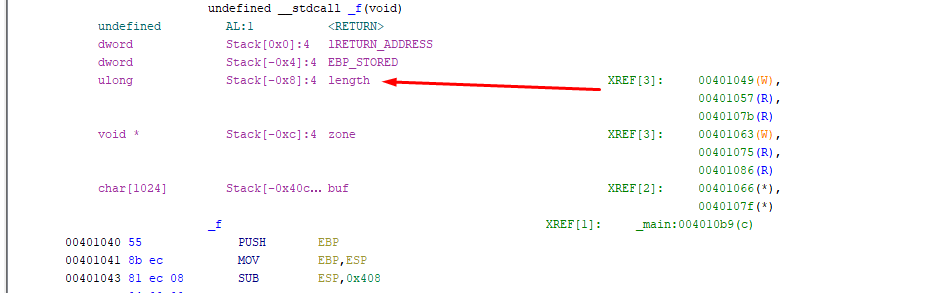 undefined __stdcall _f(void)
undefined AL:1 <RETURN>
dword Stack[0x0]:4 lRETURN_ADDRESS
dword Stack[-0x4]:4 EBP_STORED
ulong Stack[-0x8]:4 length XREF[3]: 00401049(W),
00401057(R),
0040107b(R)
void * Stack[-0xc]:4 zone XREF[3]: 00401063(W),
00401075(R),
00401086(R)
char[1024] Stack[-0x40c... buf XREF[2]: 00401066(*),
0040107f(*)
_f XREF[1]: _main:004010b9(c)
00401040 55 PUSH EBP
00401041 8b ec MOV EBP,ESP
00401043 81 ec 08 SUB ESP,0x408